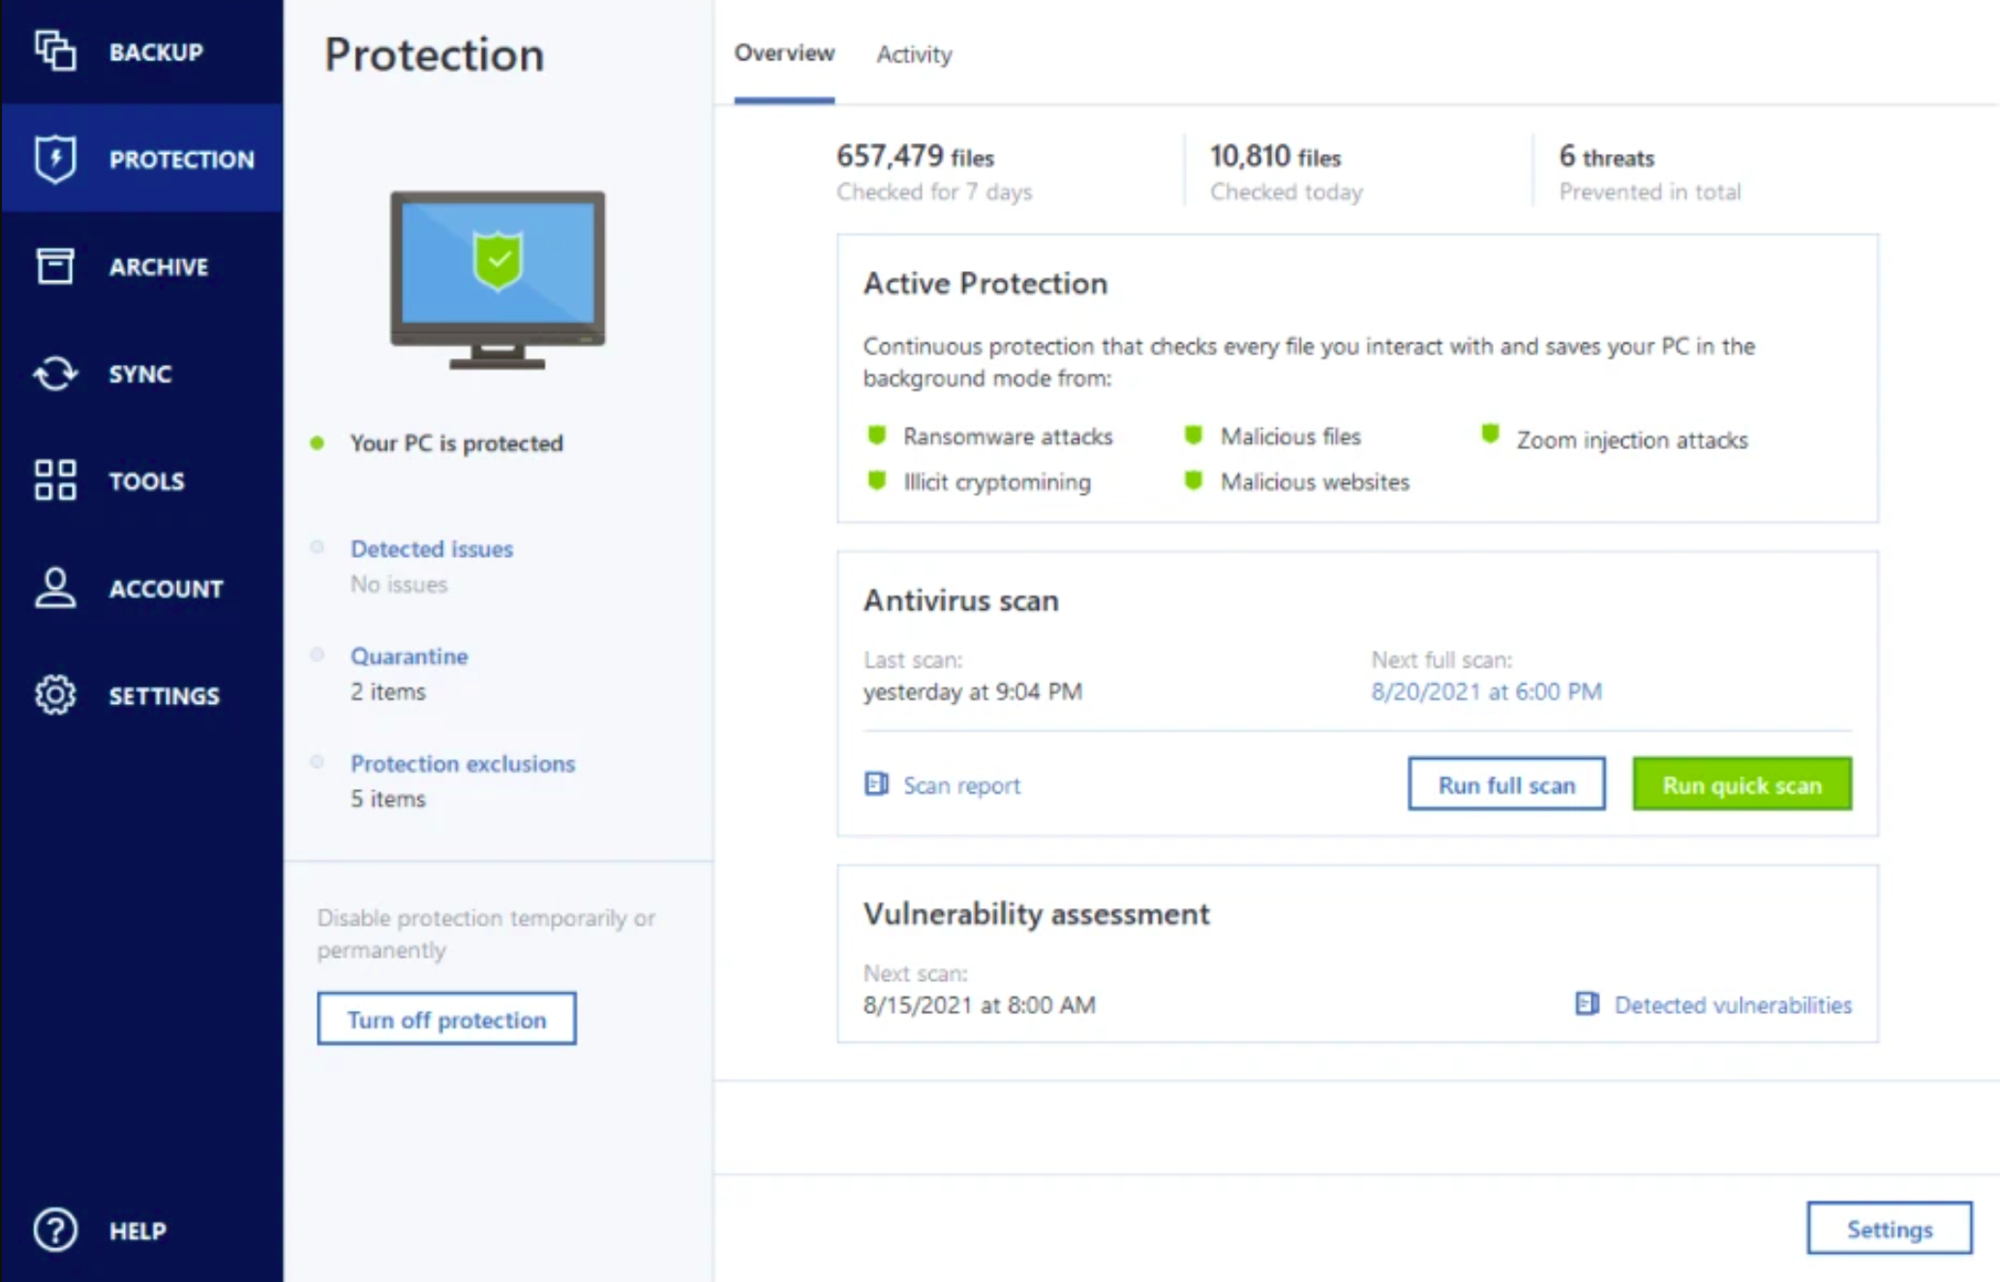 BACKUP
PROTECTION
ARCHIVE
SYNC
TOOLS
ACCOUNT
SETTINGS
HELP
Protection
Your PC is protected
Detected issues
No issues
Quarantine
2 items
Protection exclusions
5 items
Disable protection temporarily or
permanently
Turn off protection
Overview Activity
657,479 files 10,810 files 6 threats
Checked for 7 days Checked today Prevented in total
Active Protection
Continuous protection that checks every file you interact with and saves your PC in the
background mode from:
Ransomware attacks Malicious files Zoom injection attacks
Illicit cryptomining Malicious websites
Antivirus scan
Last scan: Next full scan:
yesterday at 9:04 PM 8/20/2021 at 6:00 PM
Scan report Run full scan Run quick scan
Vulnerability assessment
Next scan:
8/15/2021 at 8:00 AM Detected vulnerabilities
Settings